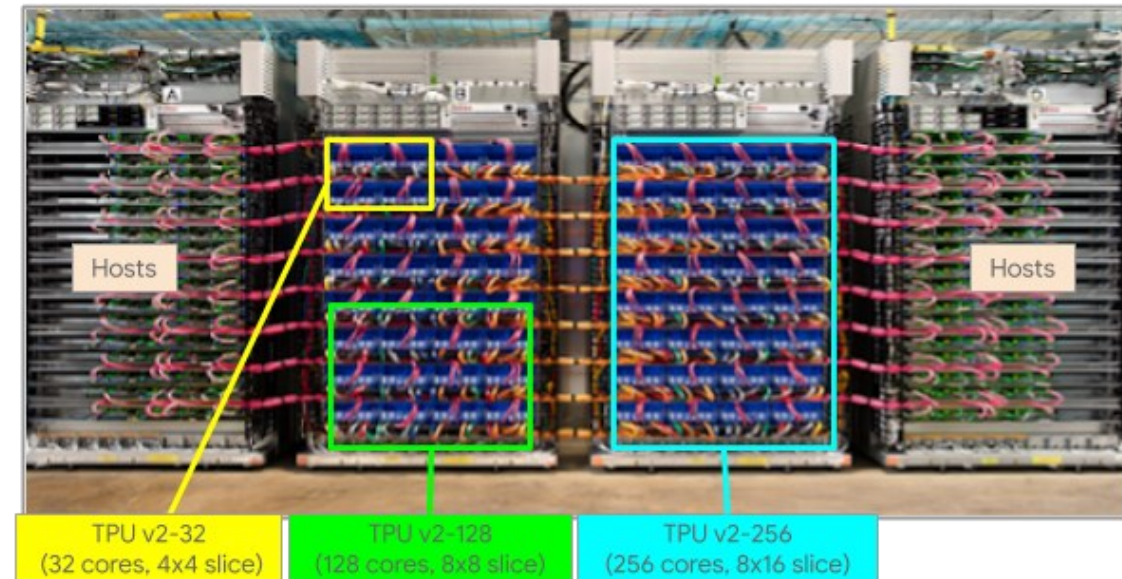 A
B
C
D
Hosts
Hosts
TPU v2-32
(32 cores, 4x4 slice)
TPU v2-128
(128 cores, 8x8 slice)
TPU v2-256
(256 cores, 8x16 slice)